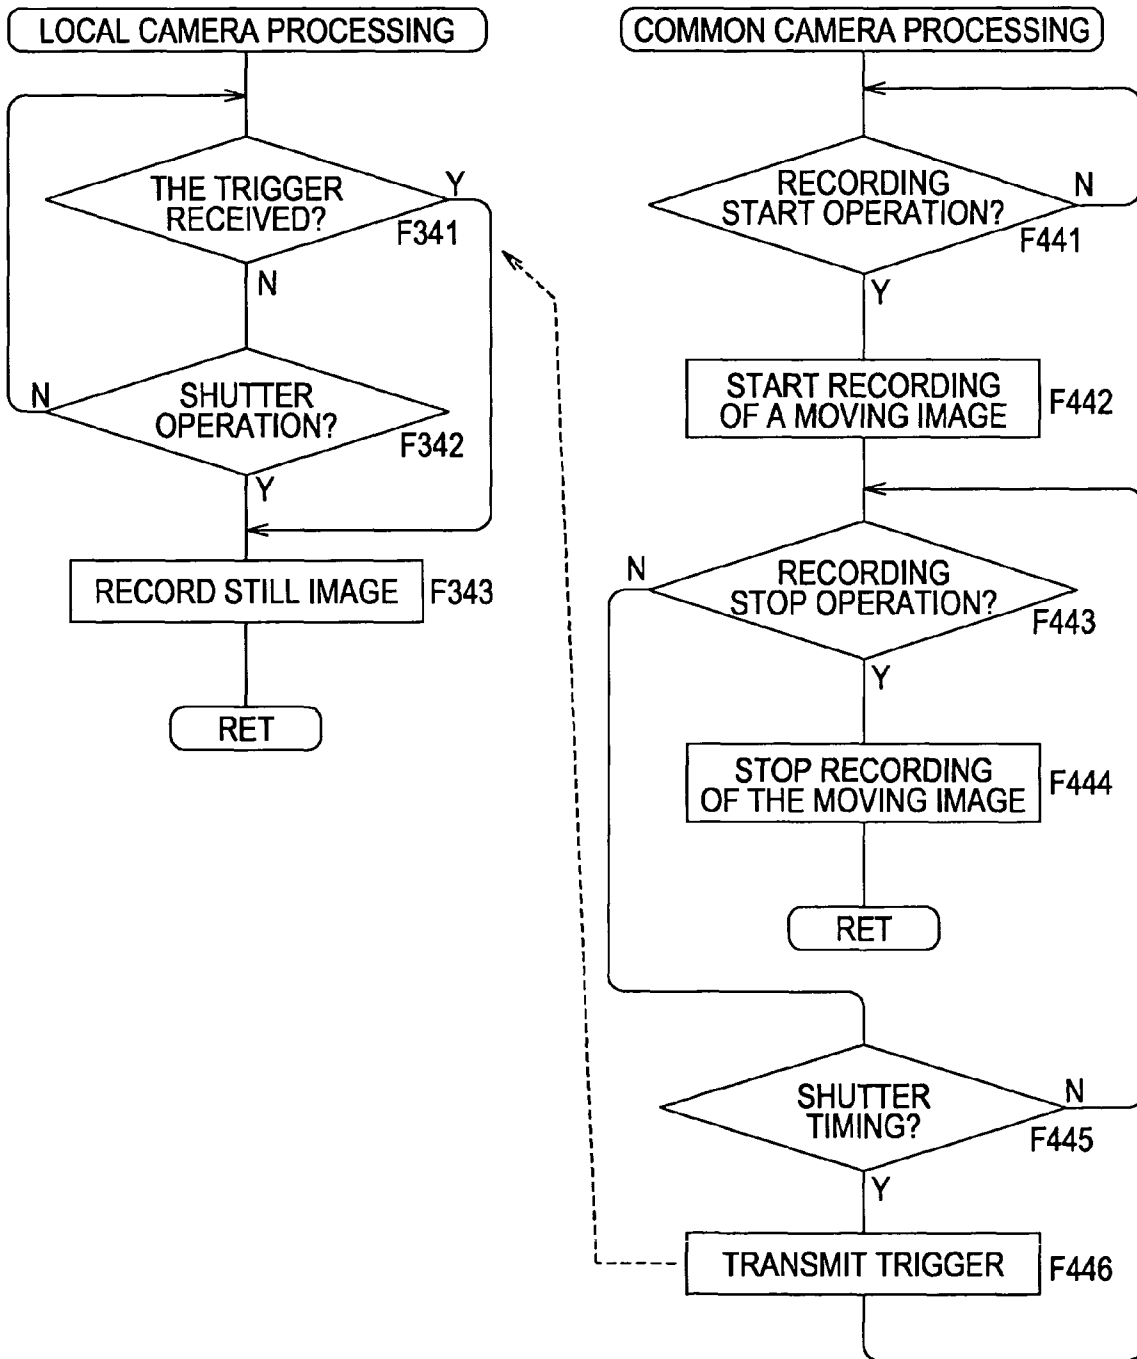 LOCAL CAMERA PROCESSING
THE TRIGGER
RECEIVED?
Y
F341
N
SHUTTER
OPERATION?
N
F342
Y
RECORD STILL IMAGE
F343
RET
COMMON CAMERA PROCESSING
RECORDING
START OPERATION?
N
F441
Y
START RECORDING
OF A MOVING IMAGE
F442
RECORDING
STOP OPERATION?
N
F443
Y
STOP RECORDING
OF THE MOVING IMAGE
F444
RET
SHUTTER
TIMING?
N
F445
Y
TRANSMIT TRIGGER
F446